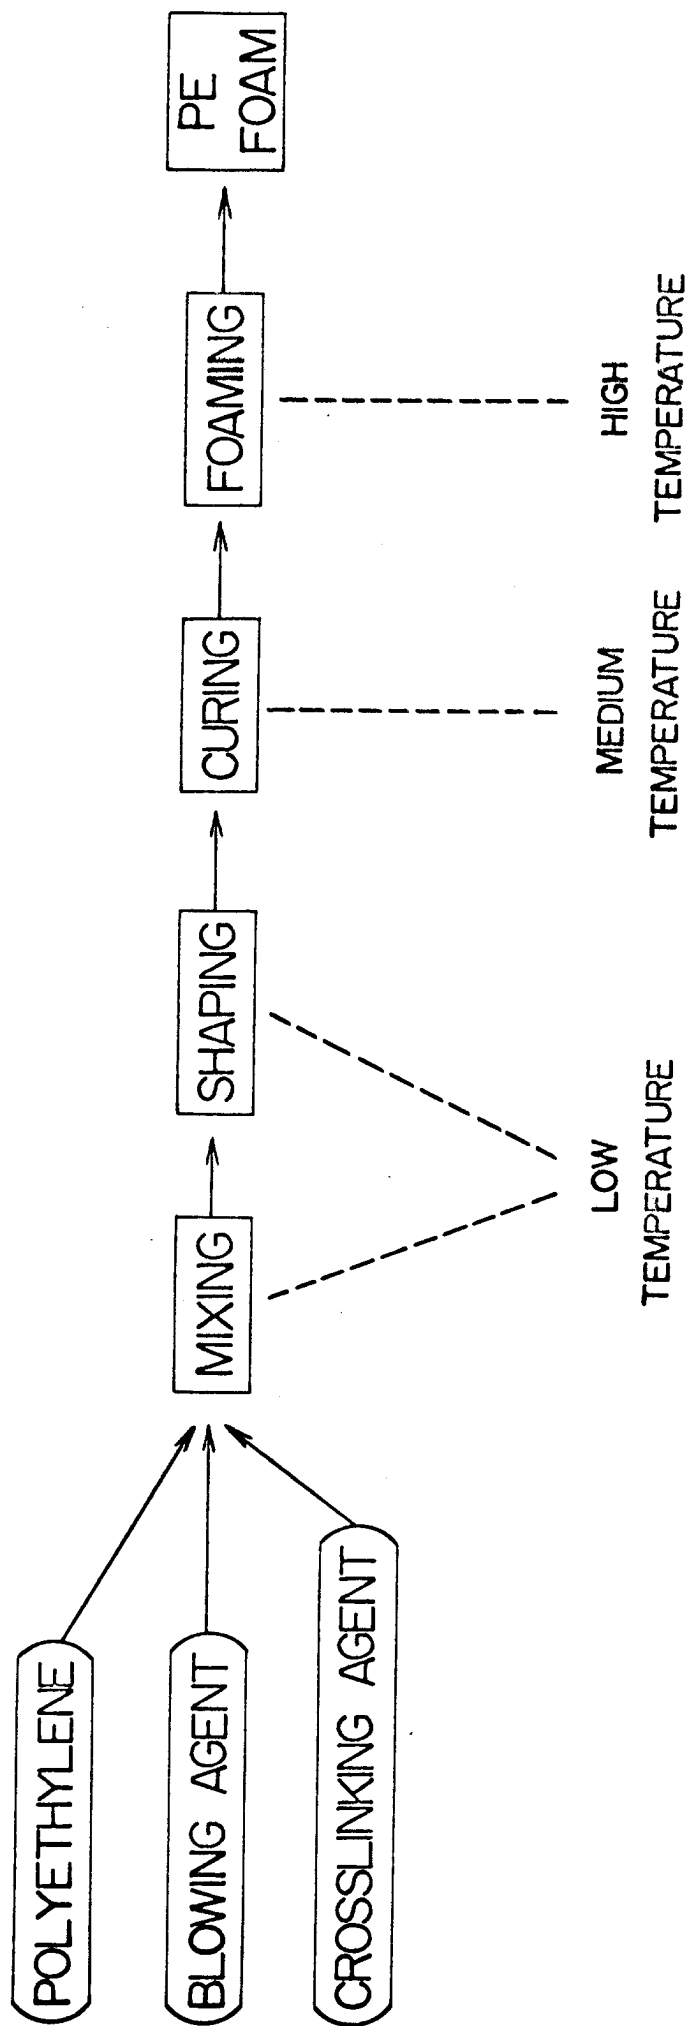 POLYETHYLENE
BLOWING AGENT
CROSSLINKING AGENT
MIXING
SHAPING
CURING
FOAMING
PE
FOAM
LOW
TEMPERATURE
MEDIUM
TEMPERATURE
HIGH
TEMPERATURE